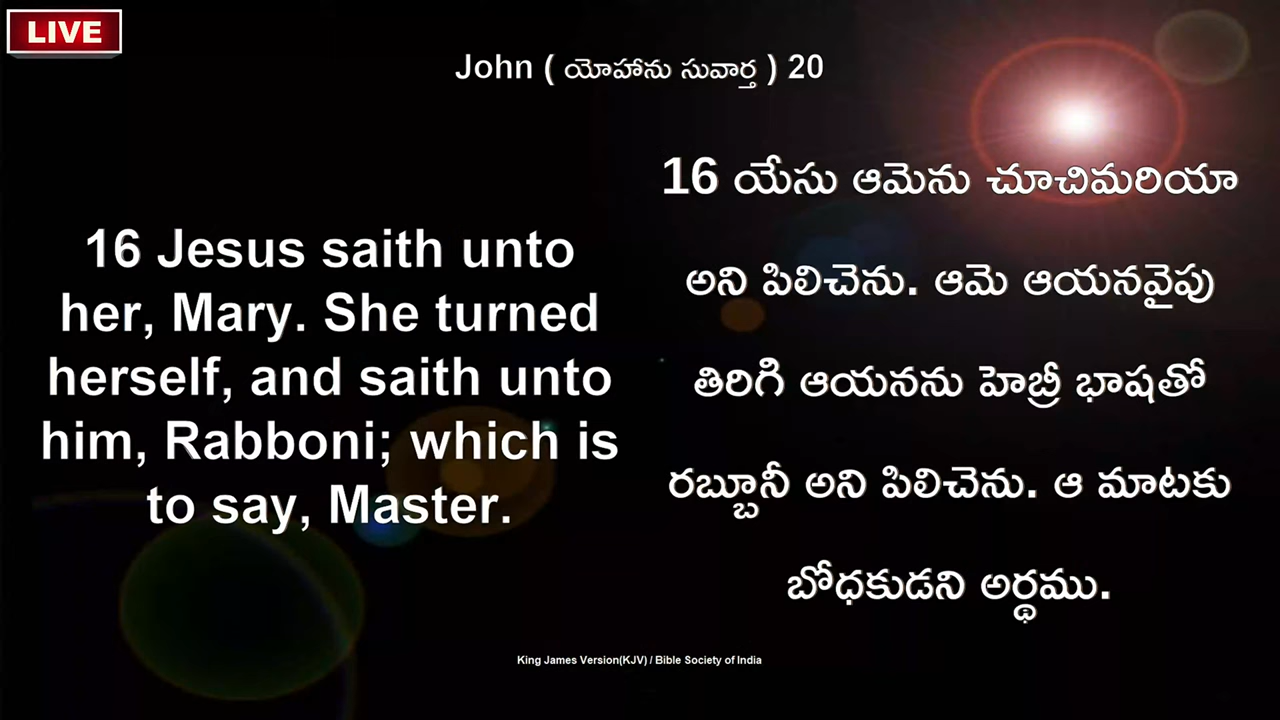 LIVE
John ( యోహాను సువార్త ) 20
16 Jesus saith unto
her, Mary. She turned
herself, and saith unto
him, Rabboni; which is
to say, Master.
16 యేసు ఆమెను చూచిమరియా
అని పిలిచెను. ఆమె ఆయనవైపు
తిరిగి ఆయనను హెబ్రీ భాషతో
రబ్బూనీ అని పిలిచెను. ఆ మాటకు
బోధకుడని అర్థము.
King James Version(KJV) / Bible Society of India